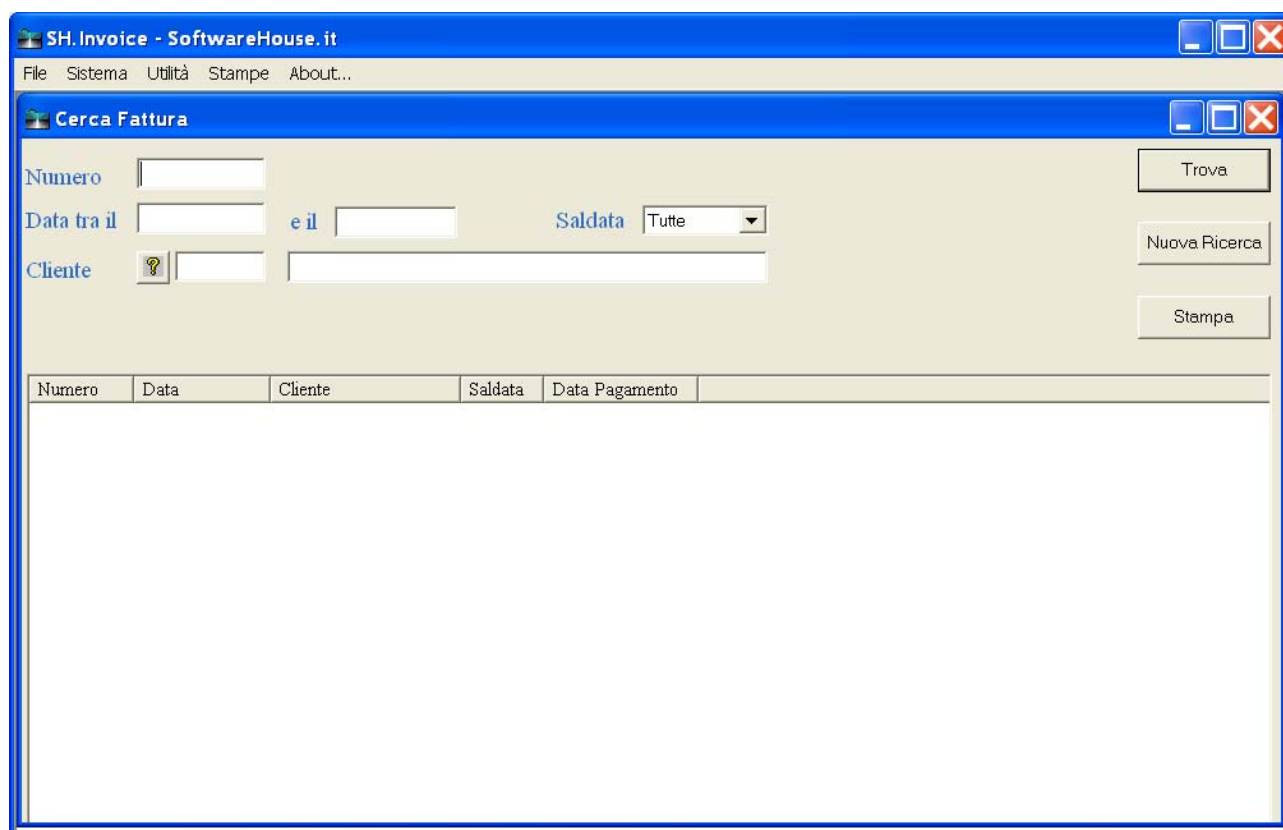 SH.Invoice - SoftwareHouse.it
File Sistema Utilità Stampe About...
Cerca Fattura
Numero
Trova
Data tra il e il Saldata Tutte
Nuova Ricerca
Cliente ?
Stampa
Numero Data Cliente Saldata Data Pagamento